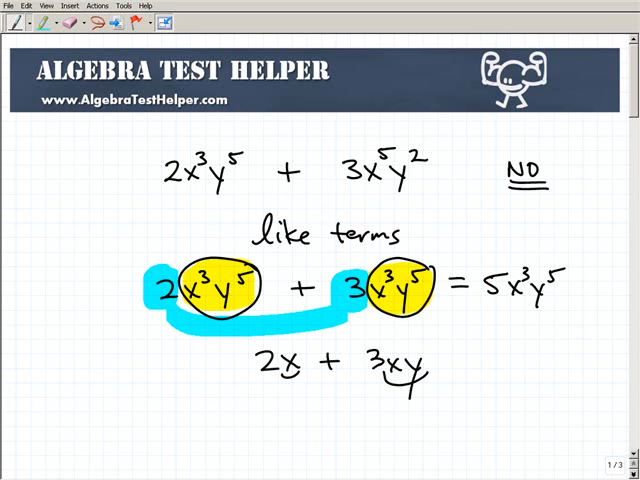 File Edit View Insert Actions Tools Help
ALGEBRA TEST HELPER
www.AlgebraTestHelper.com
2x³y⁵ + 3x⁵y² NO
like terms
2x³y⁵ + 3x³y⁵ = 5x³y⁵
2x + 3xy
1/3